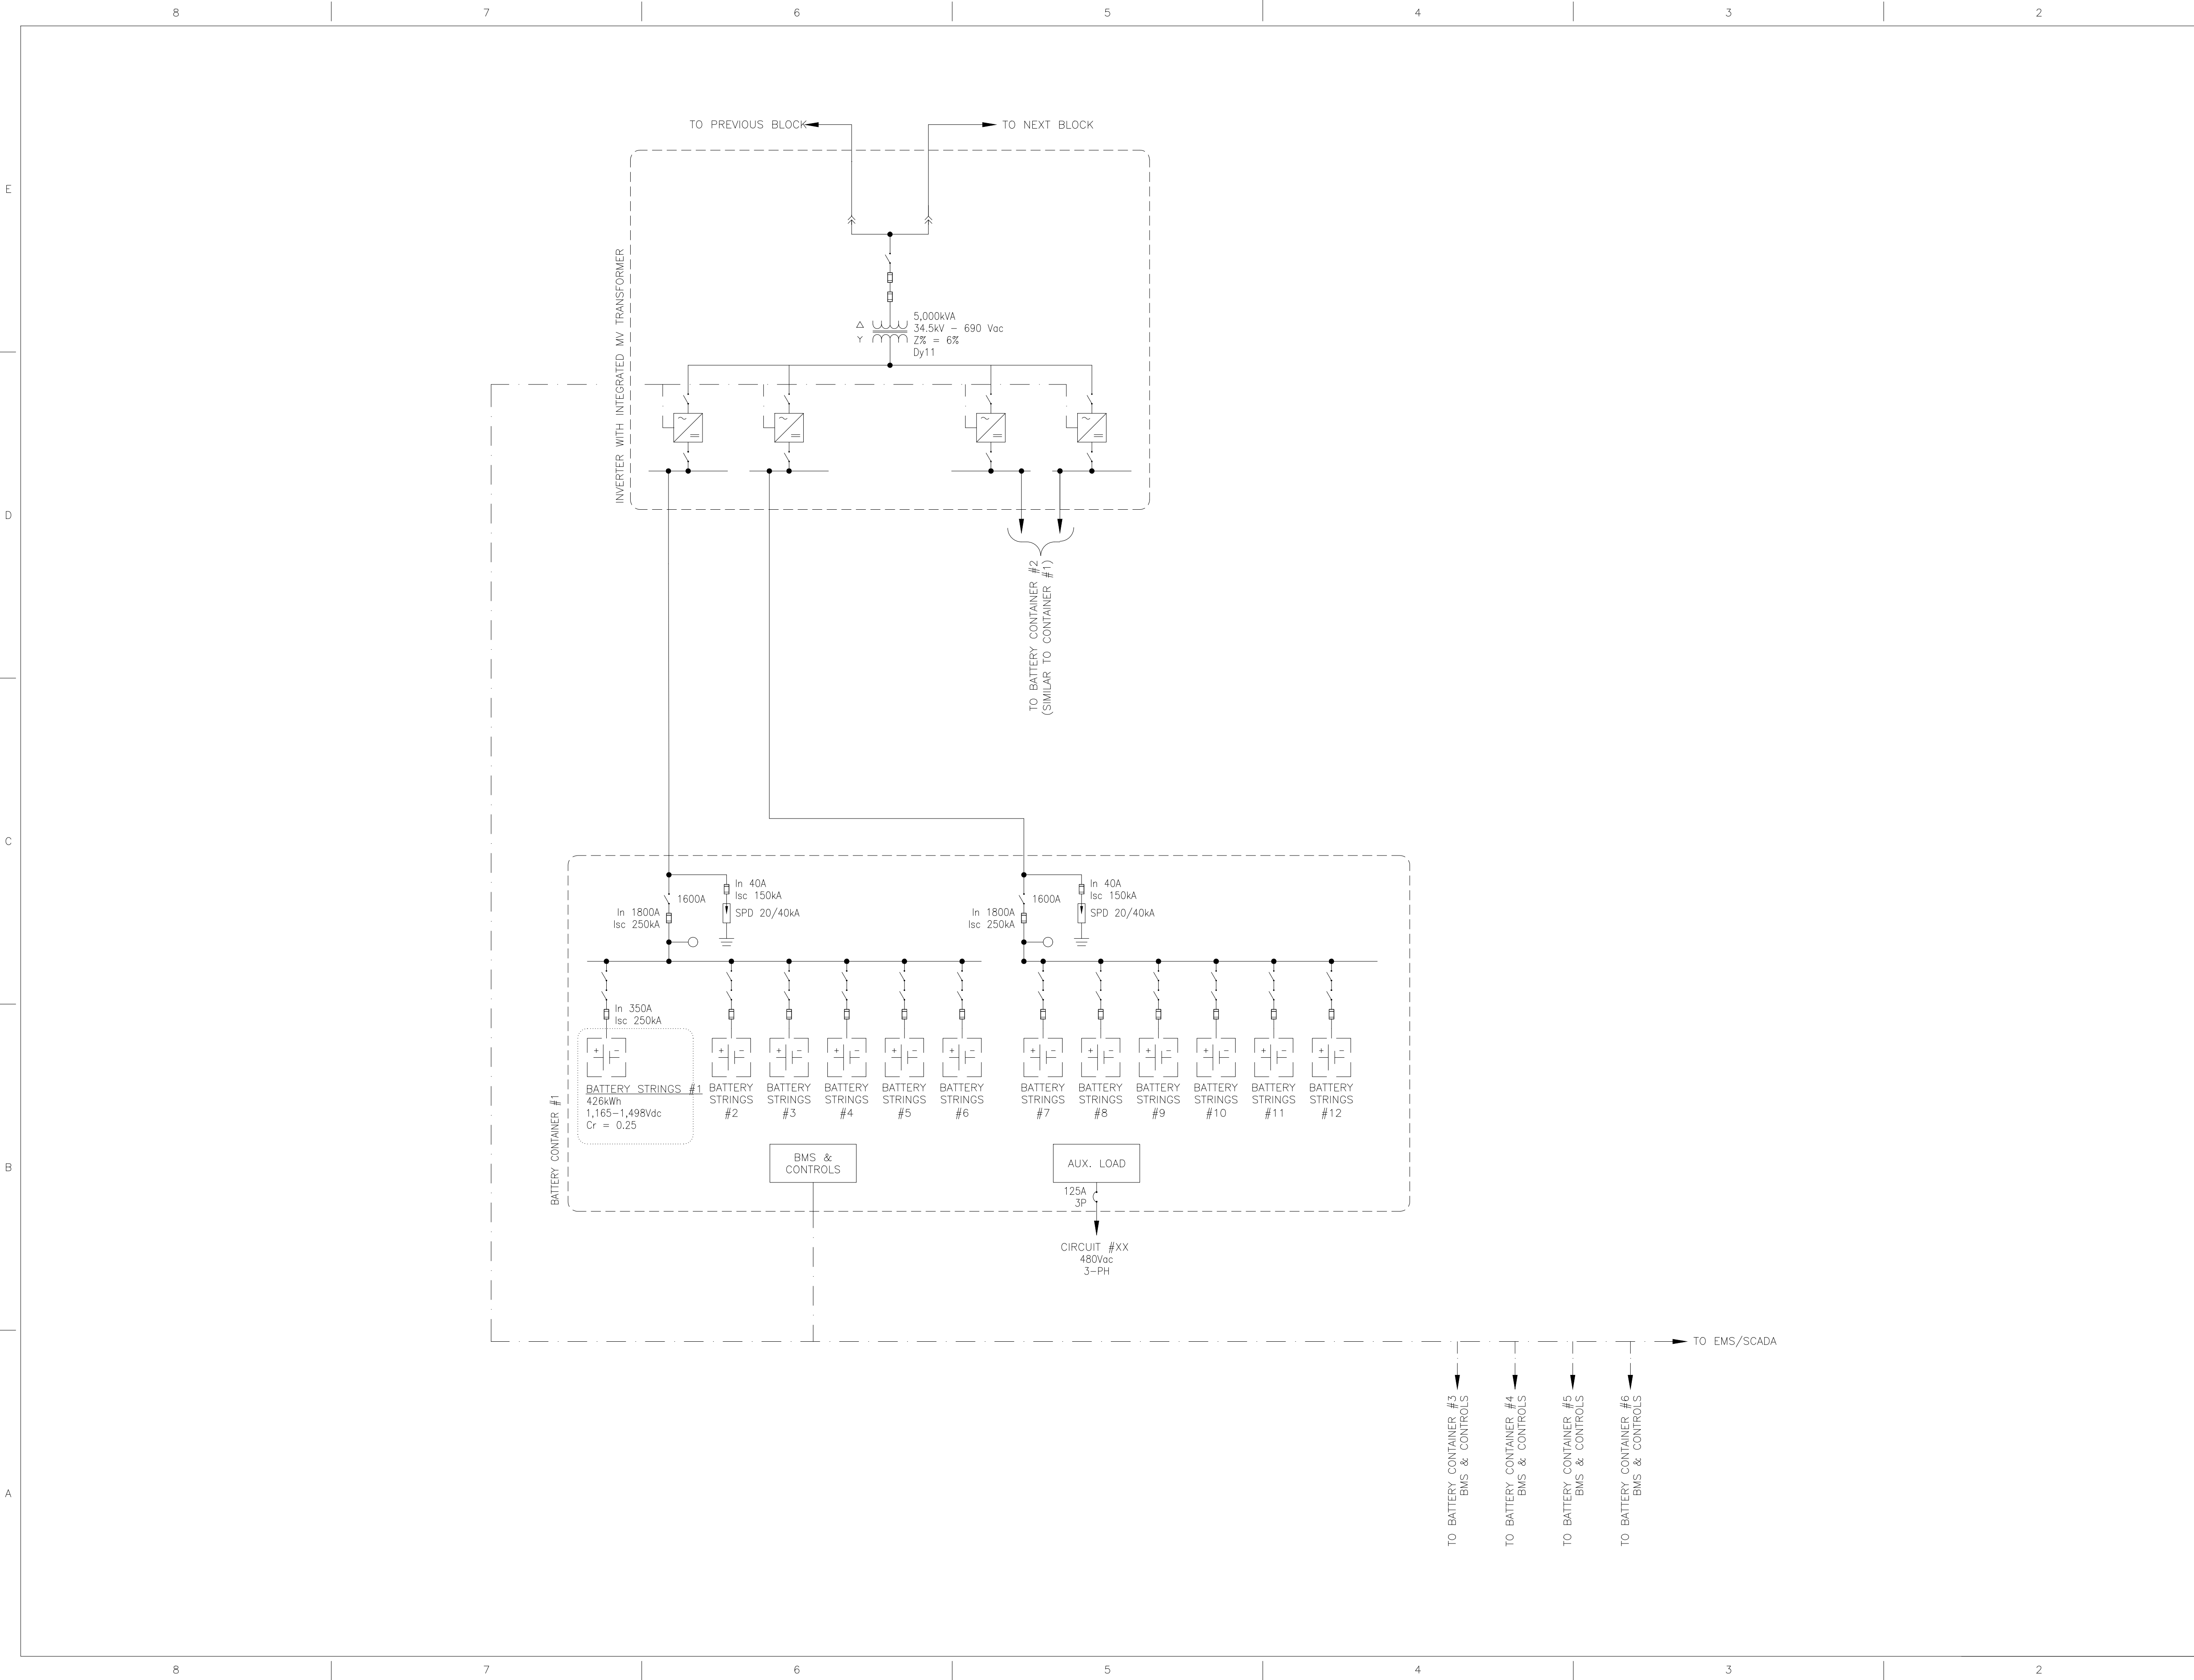 8 7 6 5 4 3 2
TO PREVIOUS BLOCK
TO NEXT BLOCK
E
INVERTER WITH INTEGRATED MV TRANSFORMER
5,000kVA
34.5kV - 690 Vac
Z% = 6%
Dy11
Y
D
TO BATTERY CONTAINER #2
(SIMILAR TO CONTAINER #1)
C
In 40A
Isc 150kA
1600A
In 1800A
Isc 250kA
SPD 20/40kA
In 40A
Isc 150kA
1600A
In 1800A
Isc 250kA
SPD 20/40kA
In 350A
Isc 250kA
BATTERY STRINGS #1
426kWh
1,165-1,498Vdc
Cr = 0.25
BATTERY
STRINGS
#2
BATTERY
STRINGS
#3
BATTERY
STRINGS
#4
BATTERY
STRINGS
#5
BATTERY
STRINGS
#6
BATTERY
STRINGS
#7
BATTERY
STRINGS
#8
BATTERY
STRINGS
#9
BATTERY
STRINGS
#10
BATTERY
STRINGS
#11
BATTERY
STRINGS
#12
BATTERY CONTAINER #1
B
BMS &
CONTROLS
AUX. LOAD
125A
3P
CIRCUIT #XX
480Vac
3-PH
TO EMS/SCADA
A
TO BATTERY CONTAINER #3
BMS & CONTROLS
TO BATTERY CONTAINER #4
BMS & CONTROLS
TO BATTERY CONTAINER #5
BMS & CONTROLS
TO BATTERY CONTAINER #6
BMS & CONTROLS
8 7 6 5 4 3 2